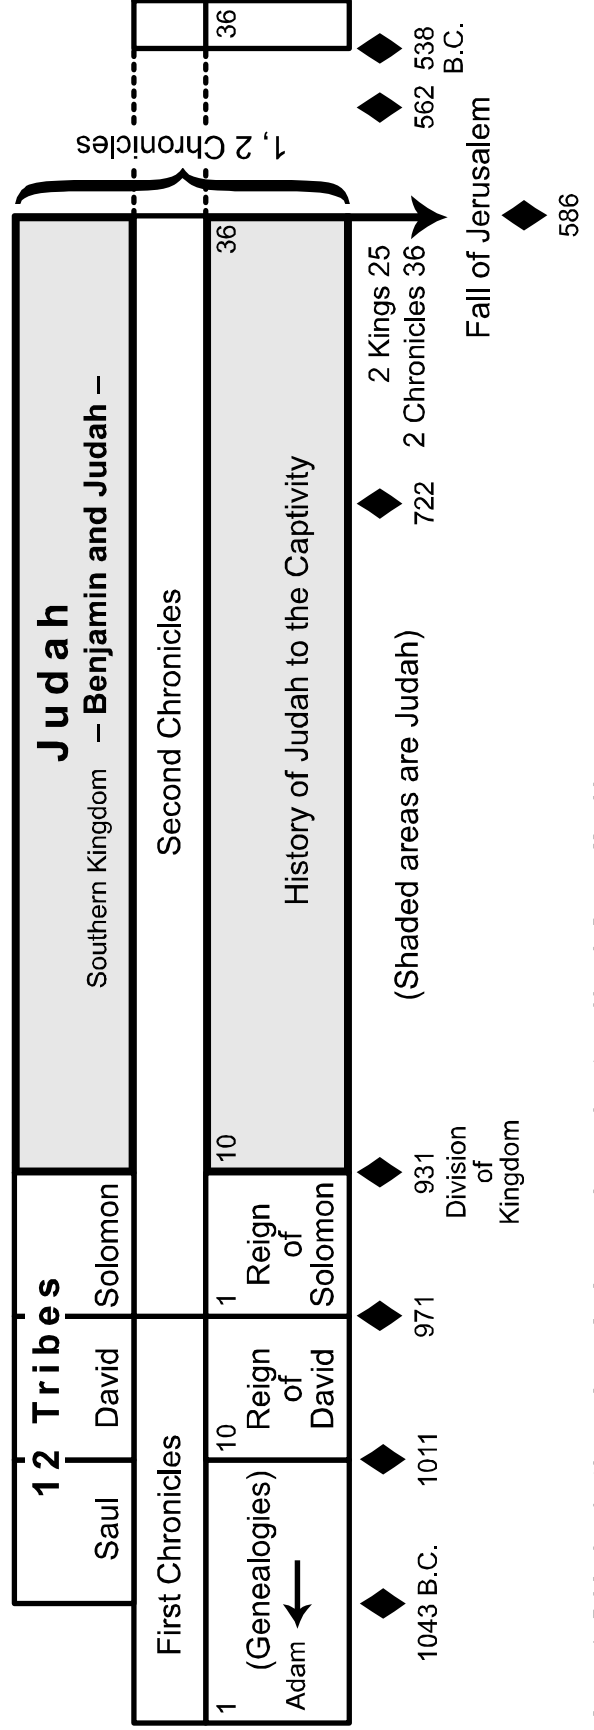 12 Tribes
Saul
David
Solomon
Judah
Southern Kingdom – Benjamin and Judah –
1, 2 Chronicles
First Chronicles
Second Chronicles
1
(Genealogies)
Adam
10
Reign
of
David
1
Reign
of
Solomon
10
History of Judah to the Captivity
36
36
1043 B.C.
1011
971
931
Division
of
Kingdom
(Shaded areas are Judah)
722
2 Kings 25
2 Chronicles 36
Fall of Jerusalem
586
562
538
B.C.